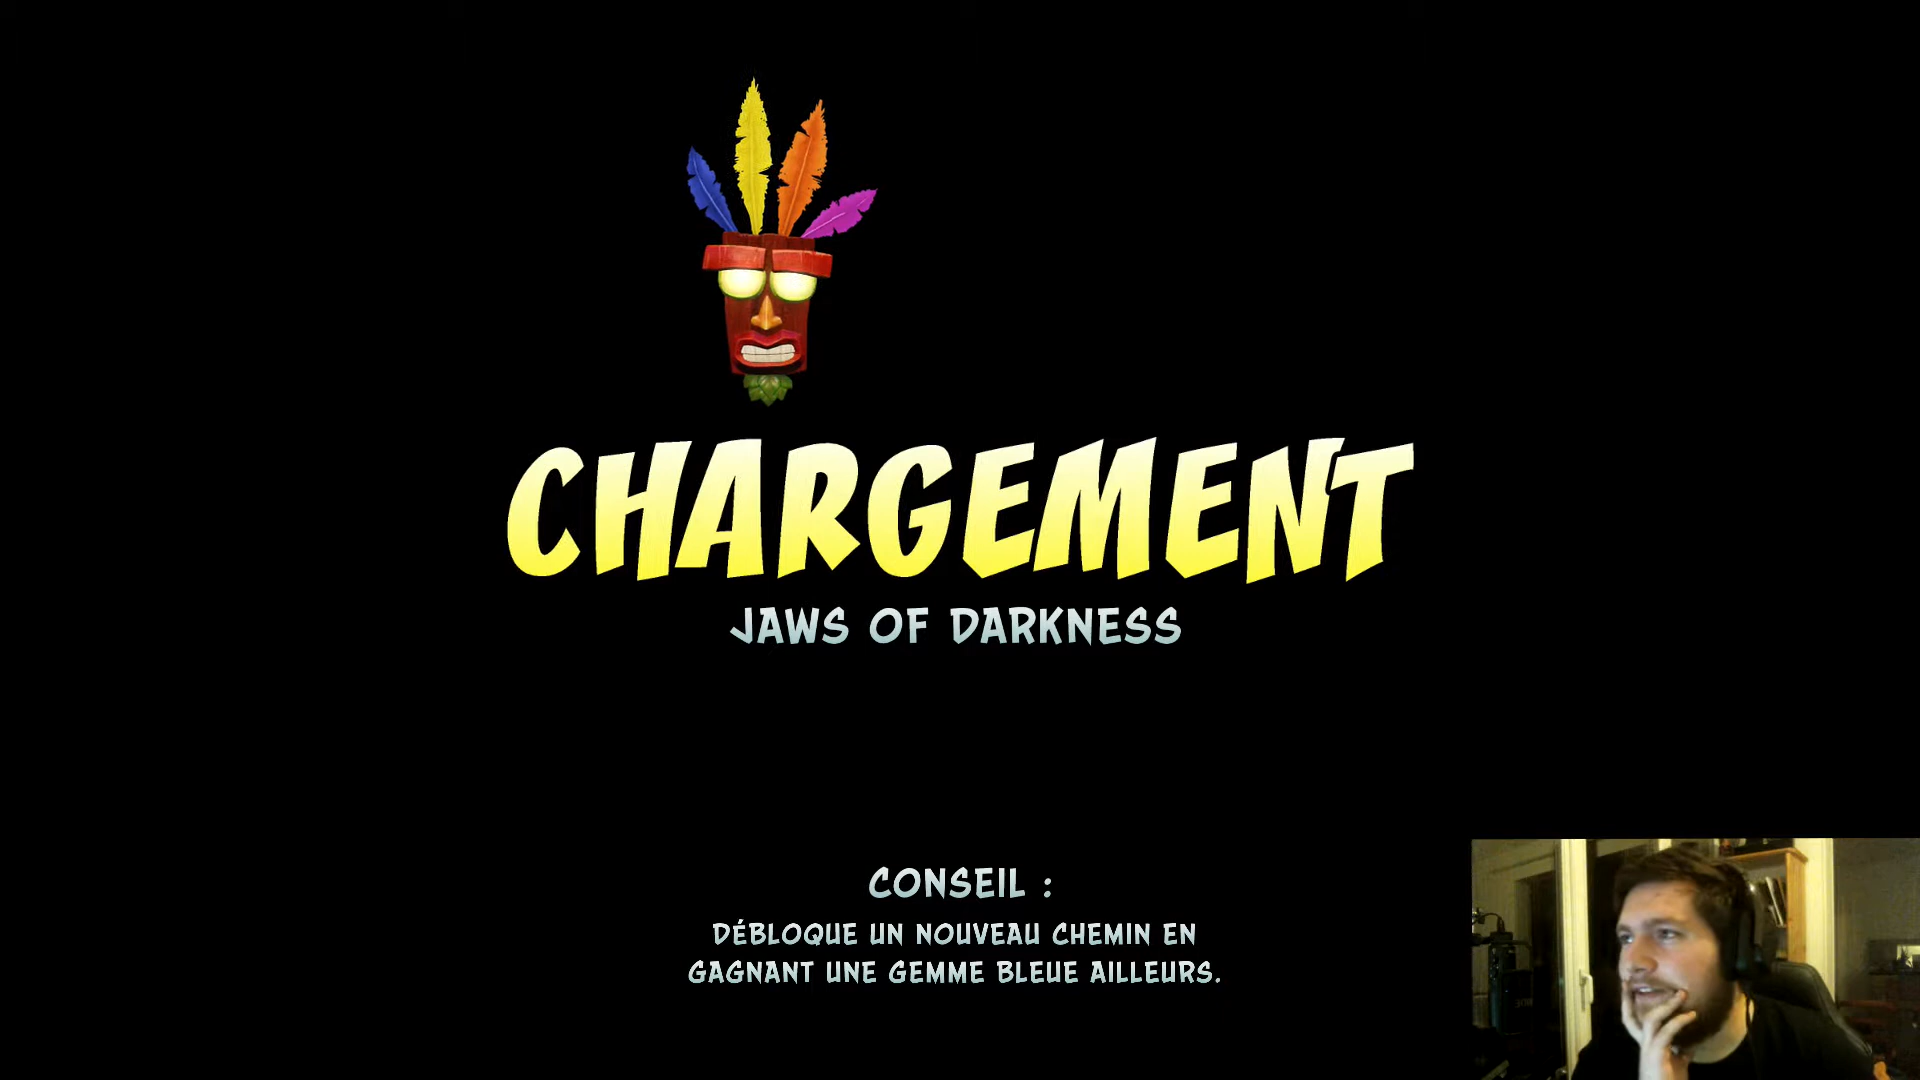 CHARGEMENT
JAWS OF DARKNESS
CONSEIL :
DÉBLOQUE UN NOUVEAU CHEMIN EN
GAGNANT UNE GEMME BLEUE AILLEURS.